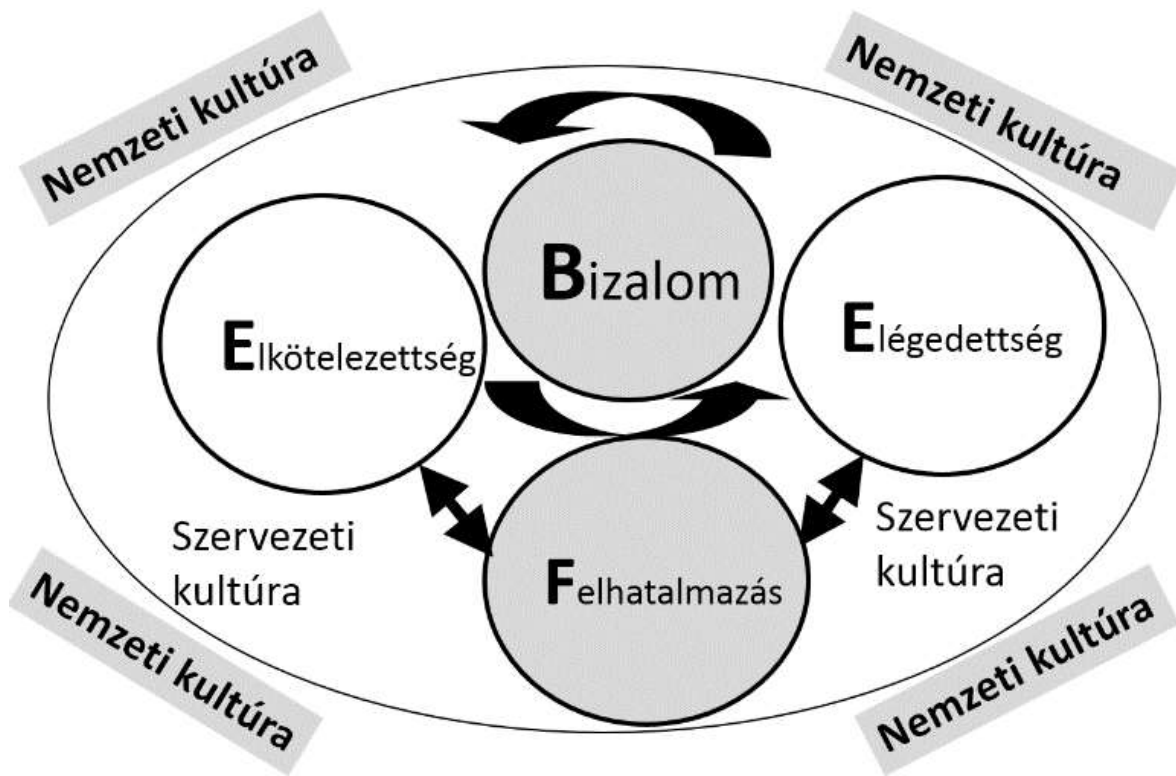 Nemzeti kultúra
Nemzeti kultúra
Bizalom
Elkötelezettség
Elégedettség
Szervezeti
kultúra
Szervezeti
kultúra
Felhatalmazás
Nemzeti kultúra
Nemzeti kultúra